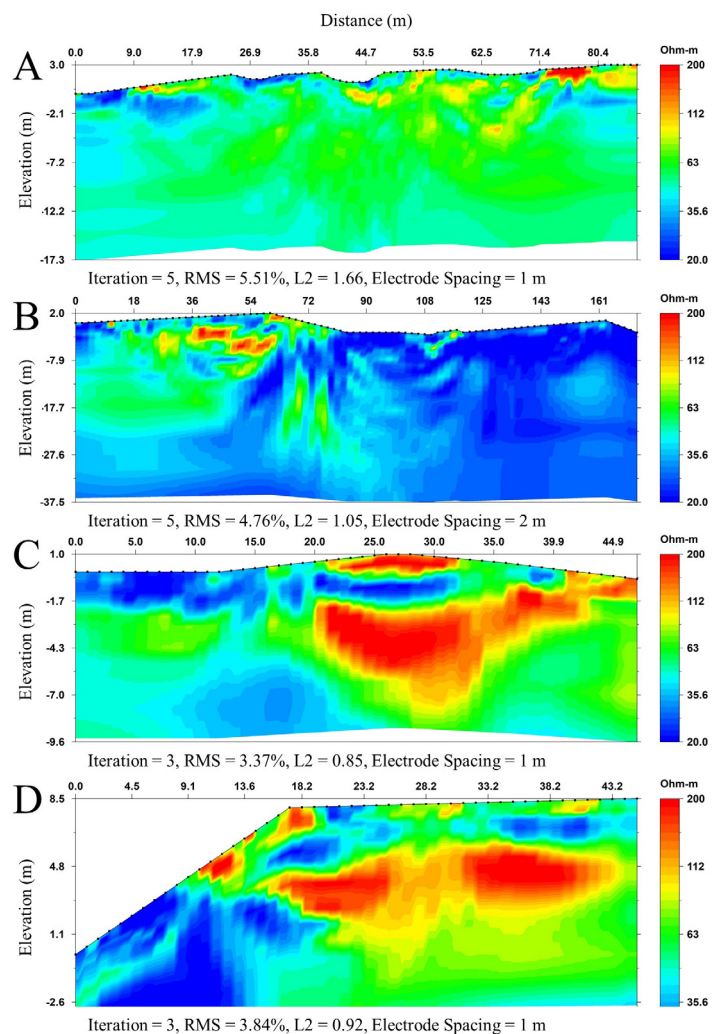 Distance (m)
A
0.0 9.0 17.9 26.9 35.8 44.7 53.5 62.5 71.4 80.4
Ohm-m
3.0
-2.1
-7.2
-12.2
-17.3
Elevation (m)
200
112
63
35.6
20.0
Iteration = 5, RMS = 5.51%, L2 = 1.66, Electrode Spacing = 1 m
B
0 18 36 54 72 90 108 125 143 161
Ohm-m
2.0
-7.9
-17.7
-27.6
-37.5
Elevation (m)
200
112
63
35.6
20.0
Iteration = 5, RMS = 4.76%, L2 = 1.05, Electrode Spacing = 2 m
C
0.0 5.0 10.0 15.0 20.0 25.0 30.0 35.0 39.9 44.9
Ohm-m
1.0
-1.7
-4.3
-7.0
-9.6
Elevation (m)
200
112
63
35.6
20.0
Iteration = 3, RMS = 3.37%, L2 = 0.85, Electrode Spacing = 1 m
D
0.0 4.5 9.1 13.6 18.2 23.2 28.2 33.2 38.2 43.2
Ohm-m
8.5
4.8
1.1
-2.6
Elevation (m)
200
112
63
35.6
Iteration = 3, RMS = 3.84%, L2 = 0.92, Electrode Spacing = 1 m